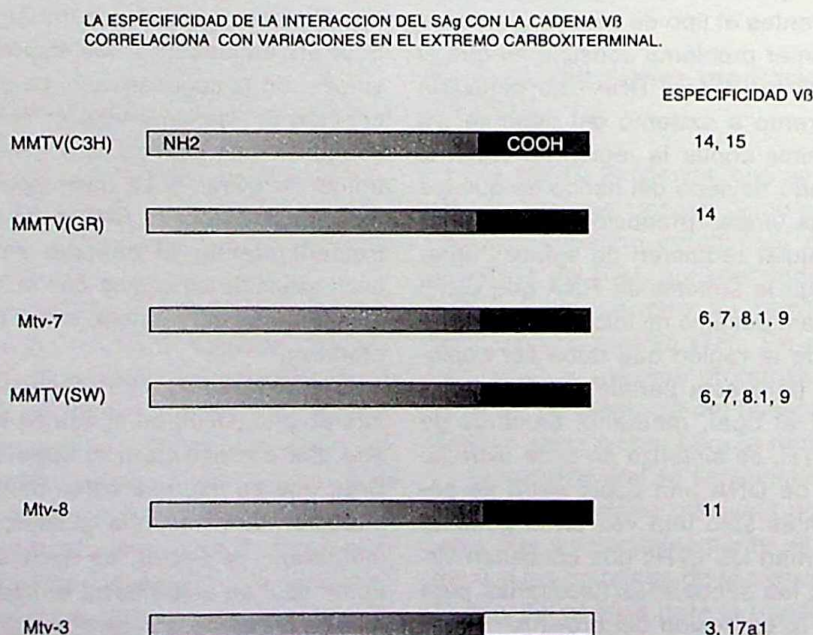 LA ESPECIFICIDAD DE LA INTERACCION DEL SAg CON LA CADENA Vß
CORRELACIONA CON VARIACIONES EN EL EXTREMO CARBOXITERMINAL.
ESPECIFICIDAD Vß
MMTV(C3H) NH2 COOH 14, 15
MMTV(GR) 14
Mtv-7 6, 7, 8.1, 9
MMTV(SW) 6, 7, 8.1, 9
Mtv-8 11
Mtv-3 3, 17a1